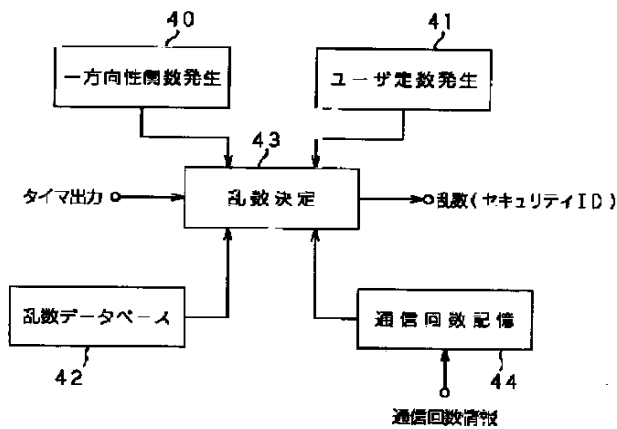 40
41
一方向性関数発生
ユーザ定数発生
43
タイマ出力
乱数決定
乱数(セキュリティID)
乱数データベース
通信回数記憶
42
44
通信回数情報